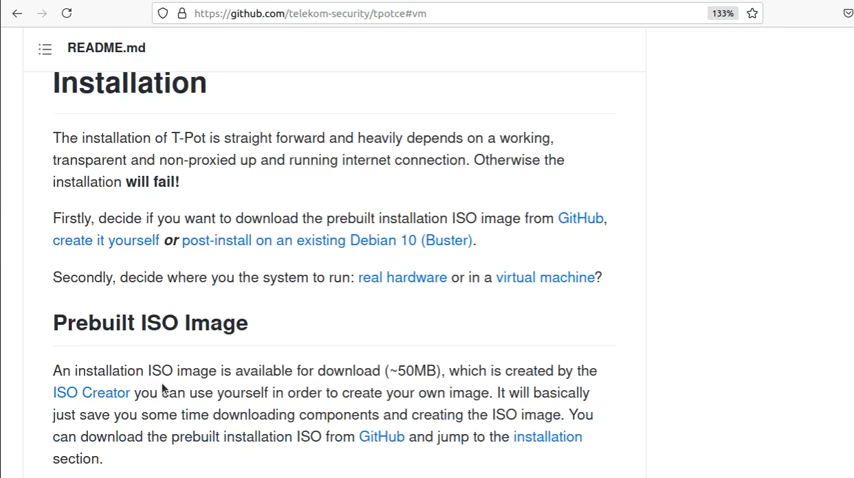 https://github.com/telekom-security/tpotce#vm
133%
README.md
Installation
The installation of T-Pot is straight forward and heavily depends on a working,
transparent and non-proxied up and running internet connection. Otherwise the
installation will fail!
Firstly, decide if you want to download the prebuilt installation ISO image from GitHub,
create it yourself or post-install on an existing Debian 10 (Buster).
Secondly, decide where you the system to run: real hardware or in a virtual machine?
Prebuilt ISO Image
An installation ISO image is available for download (~50MB), which is created by the
ISO Creator you can use yourself in order to create your own image. It will basically
just save you some time downloading components and creating the ISO image. You
can download the prebuilt installation ISO from GitHub and jump to the installation
section.